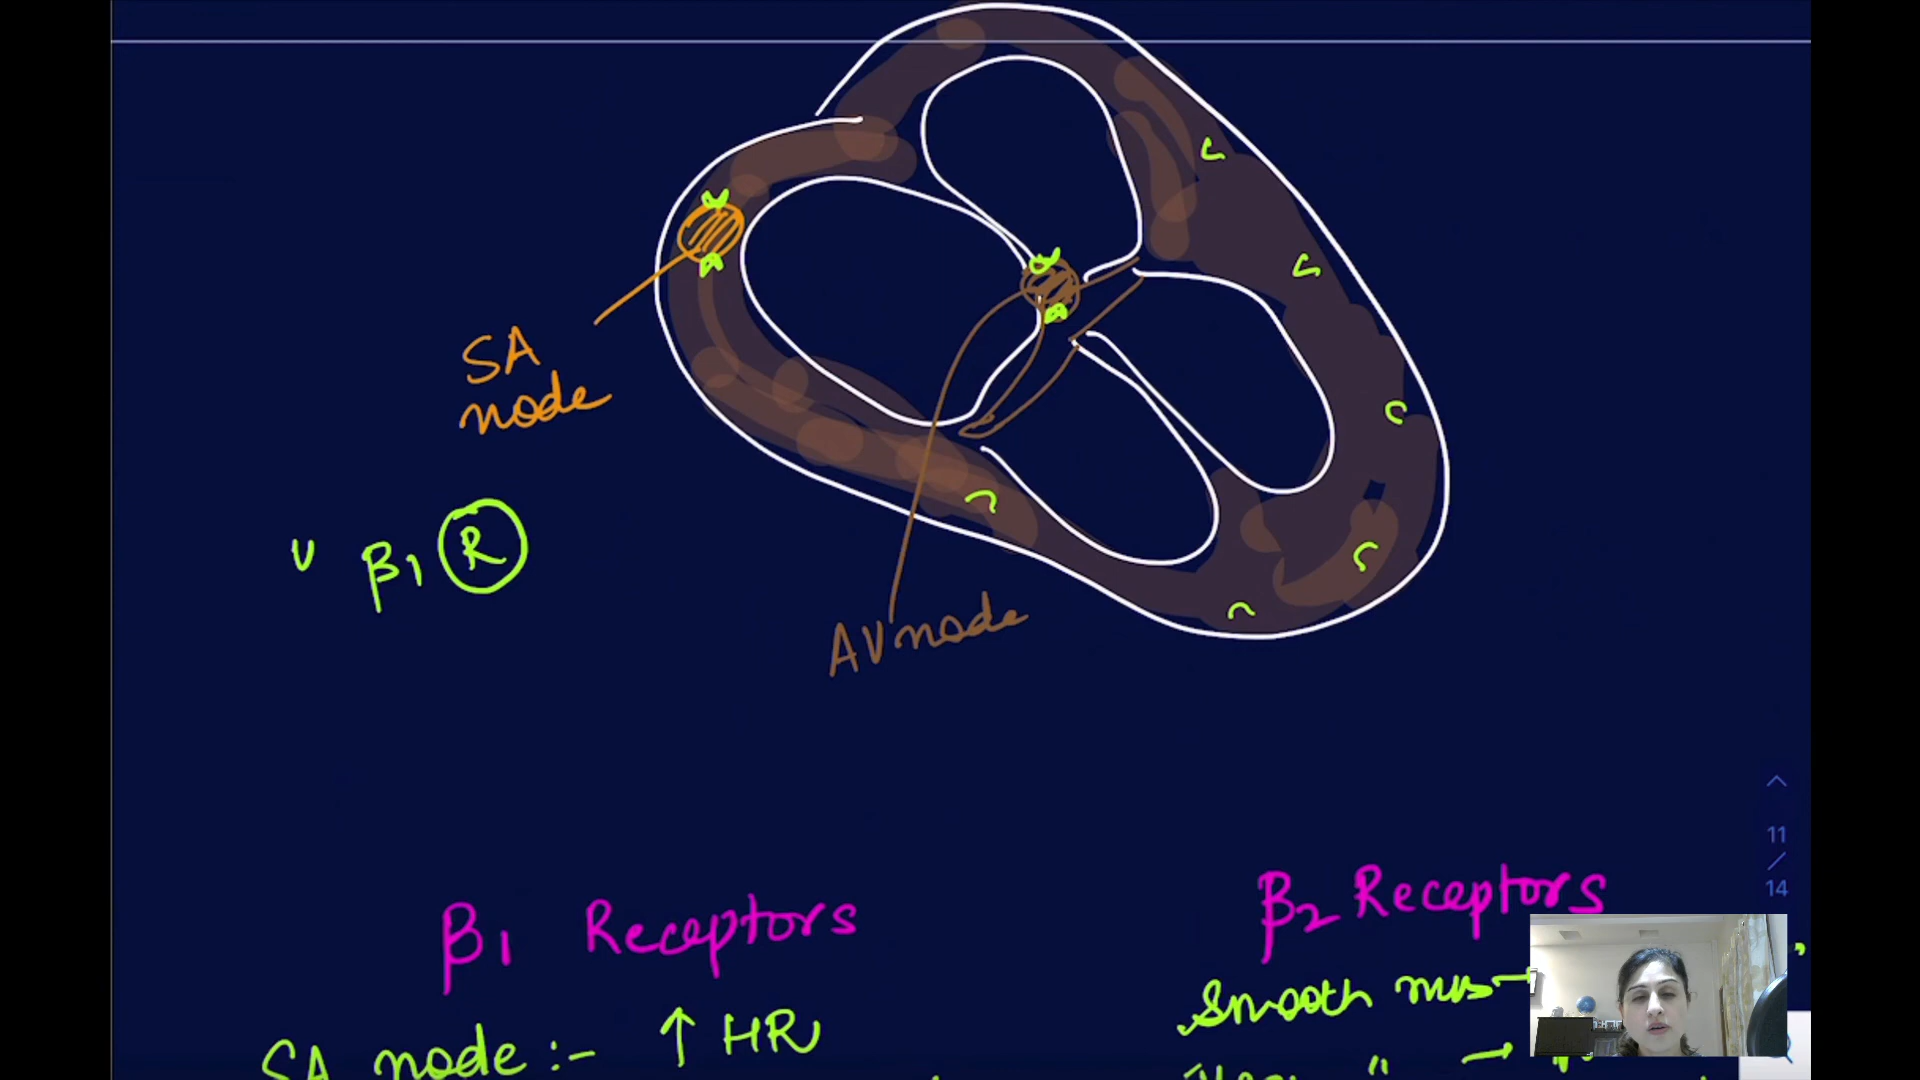 SA
node
β1 R
AV node
11
/
14
β1 Receptors
β2 Receptors
Smooth mus
SA node :- ↑ HR